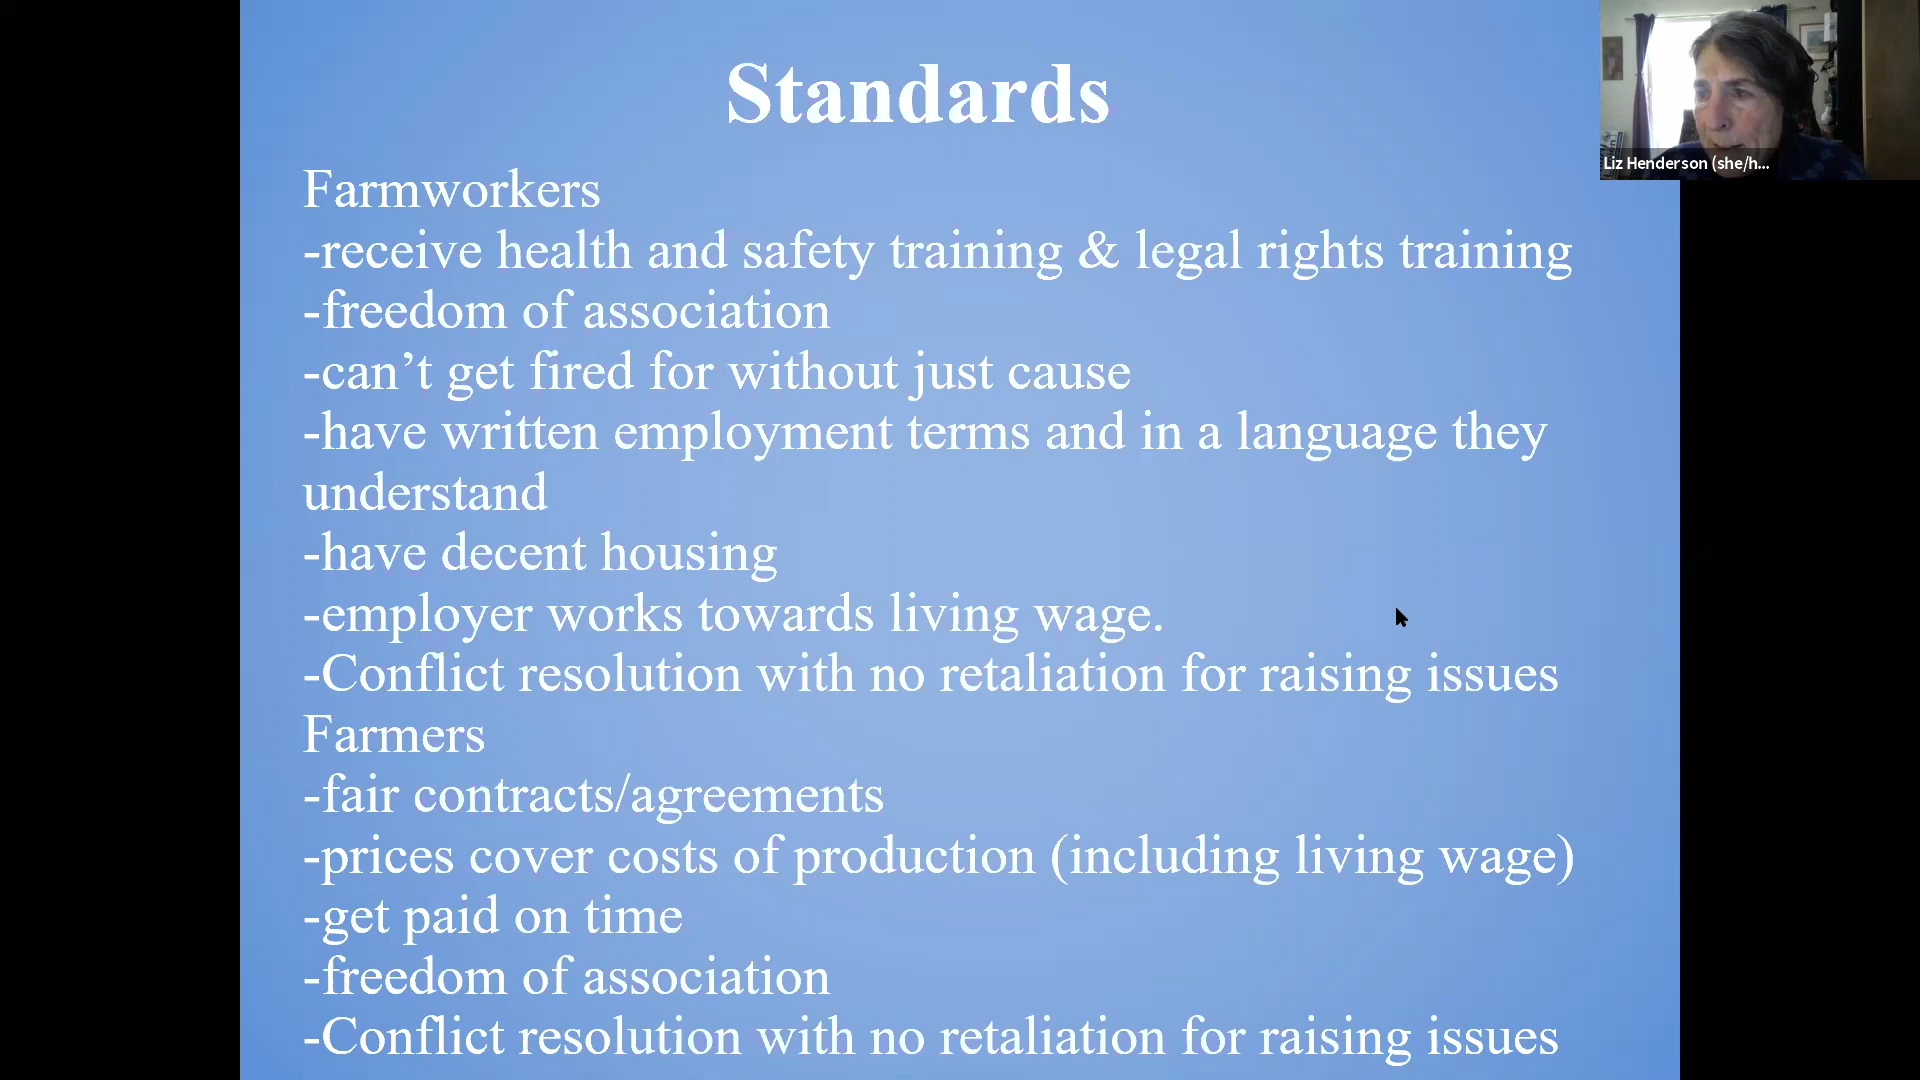 Standards
Farmworkers
-receive health and safety training & legal rights training
-freedom of association
-can’t get fired for without just cause
-have written employment terms and in a language they
understand
-have decent housing
-employer works towards living wage.
-Conflict resolution with no retaliation for raising issues
Farmers
-fair contracts/agreements
-prices cover costs of production (including living wage)
-get paid on time
-freedom of association
-Conflict resolution with no retaliation for raising issues
Liz Henderson (she/h...